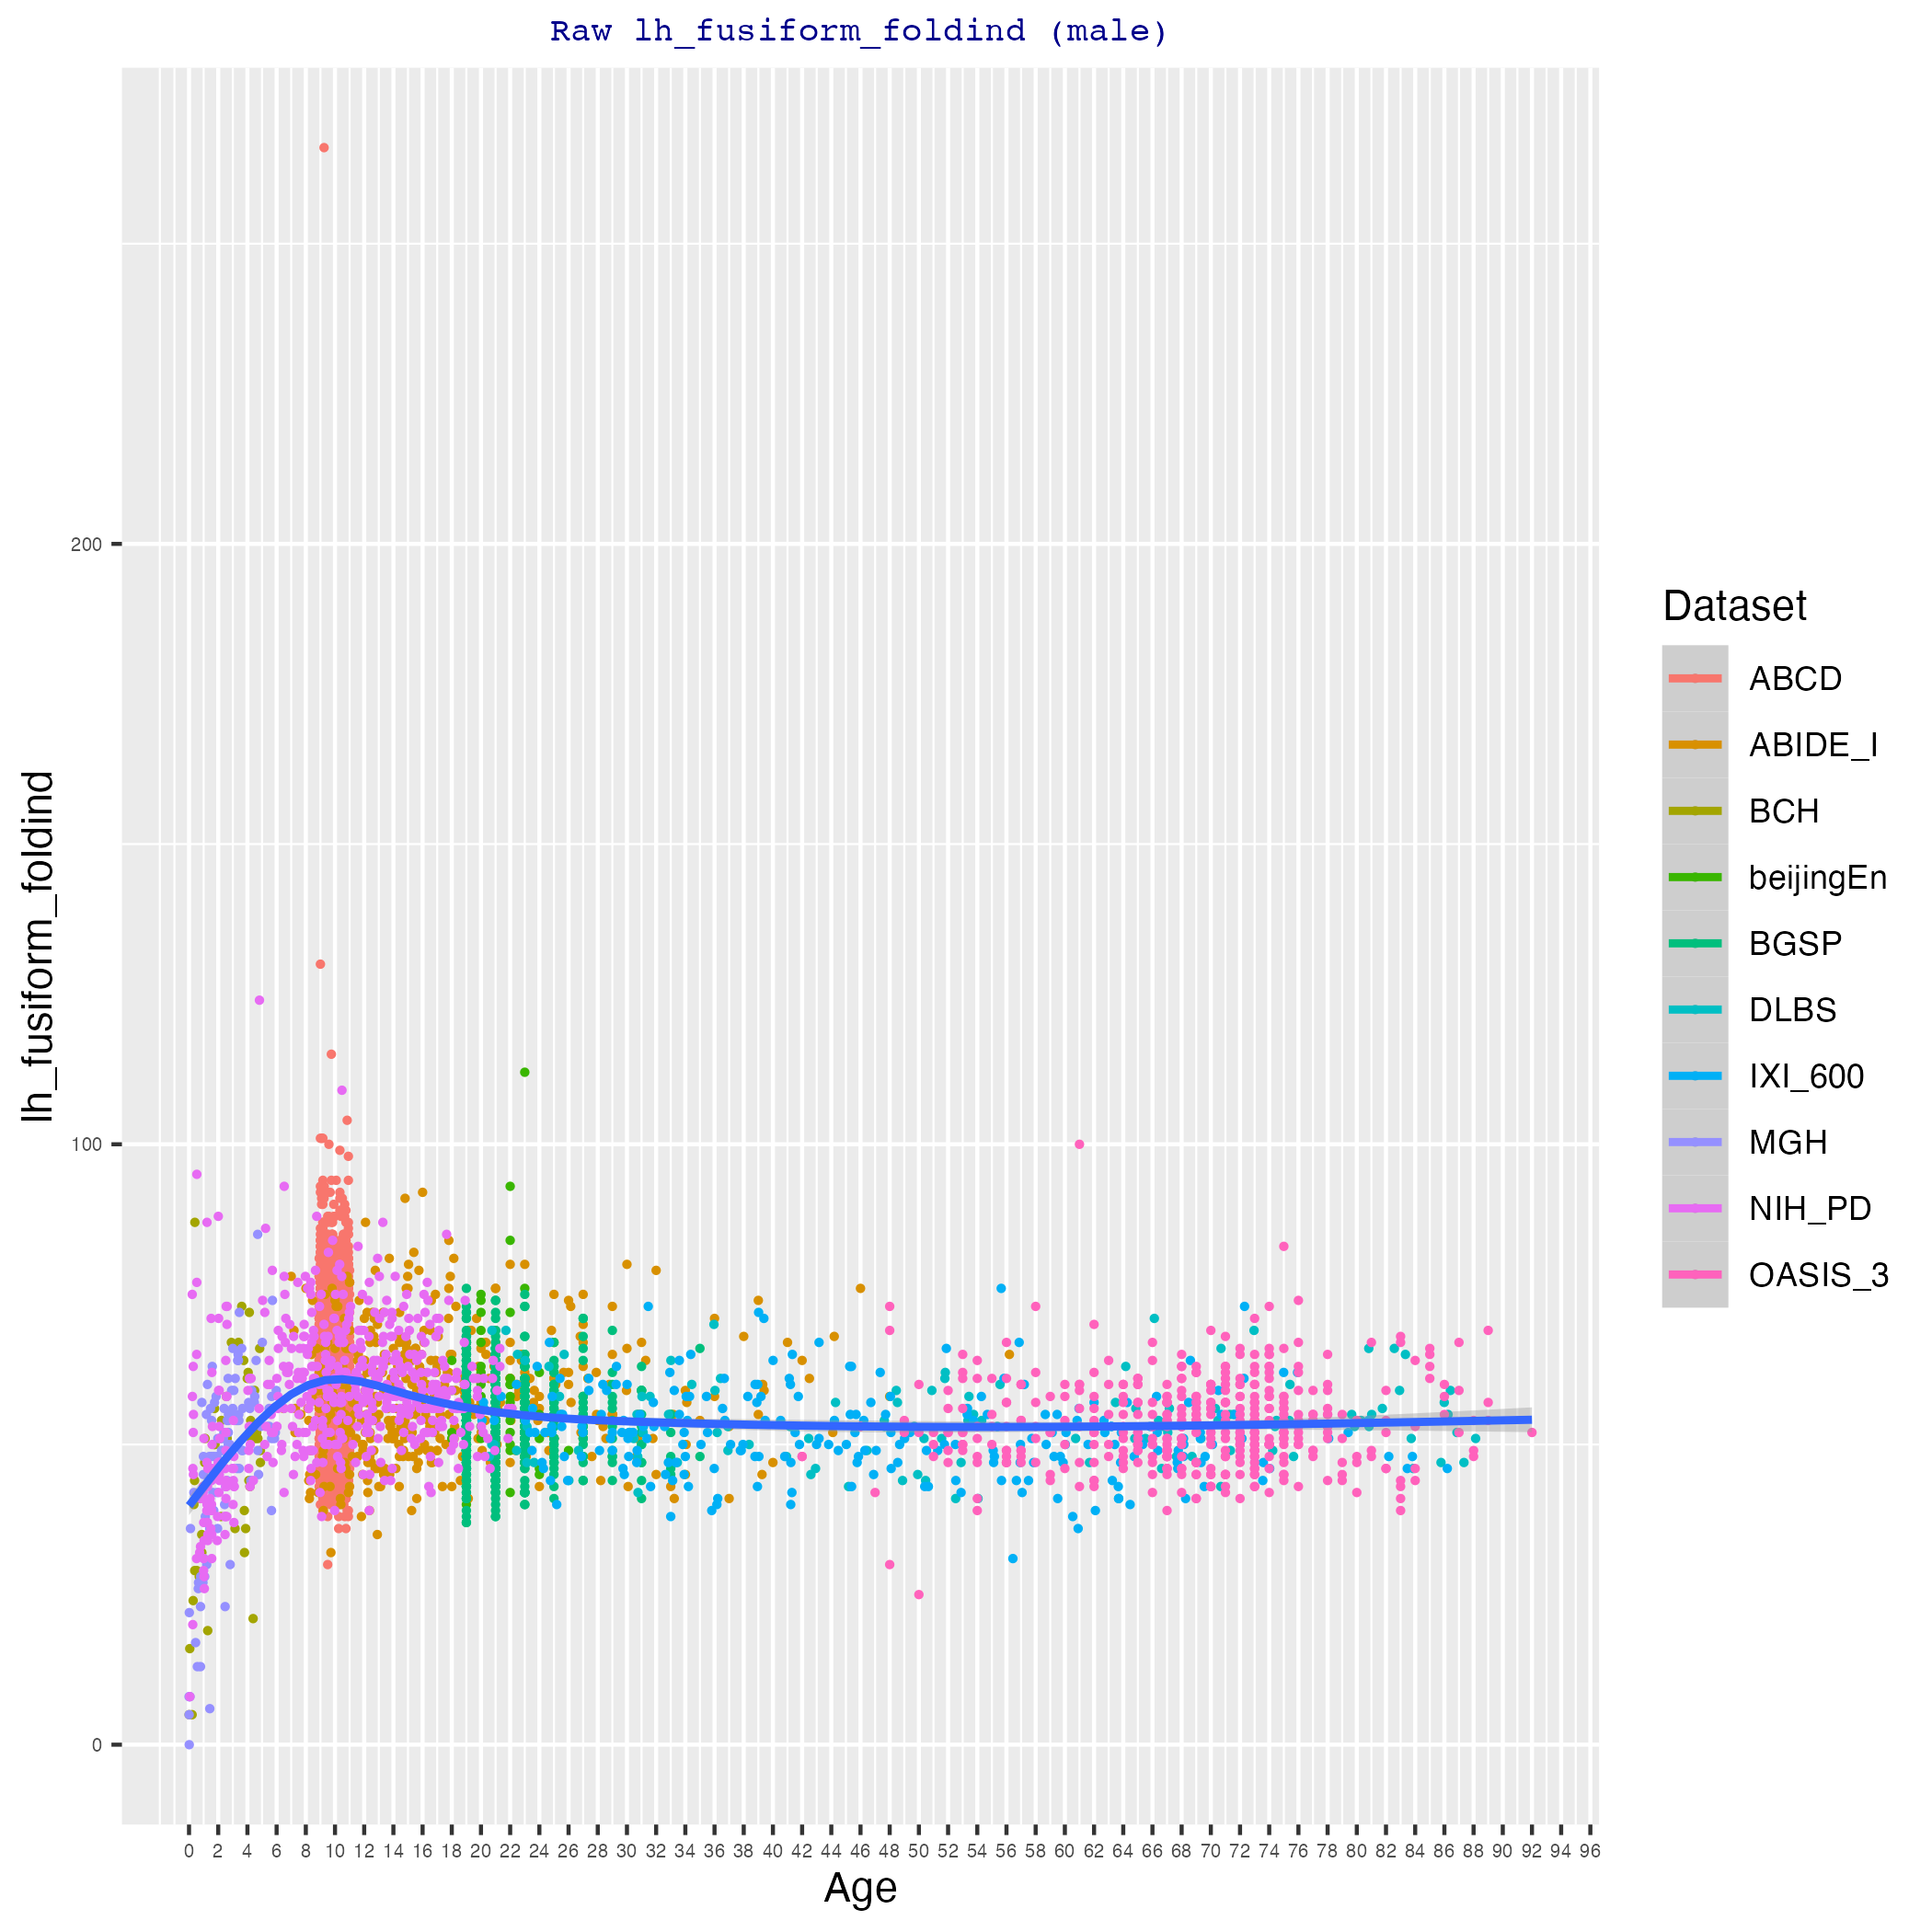 Raw lh_fusiform_foldind (male)
lh_fusiform_foldind
200
100
0
0 2 4 6 8 10 12 14 16 18 20 22 24 26 28 30 32 34 36 38 40 42 44 46 48 50 52 54 56 58 60 62 64 66 68 70 72 74 76 78 80 82 84 86 88 90 92 94 96
Age
Dataset
ABCD
ABIDE_I
BCH
beijingEn
BGSP
DLBS
IXI_600
MGH
NIH_PD
OASIS_3